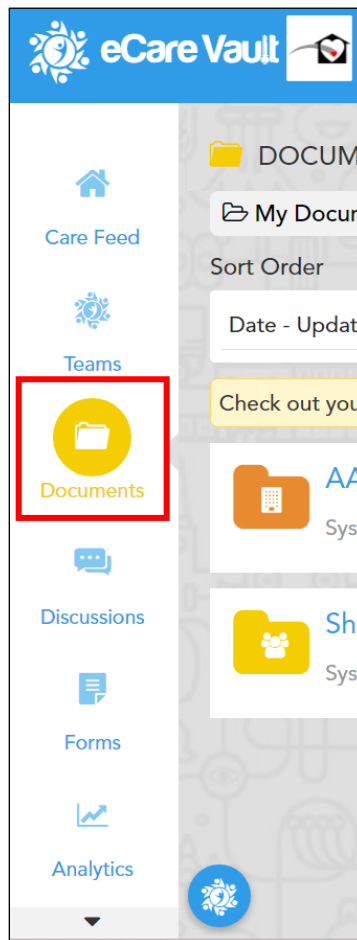 eCare Vault
Care Feed
Teams
Documents
Discussions
Forms
Analytics
DOCUM
My Docum
Sort Order
Date - Updat
Check out you
AA
Sys
Sh
Sys